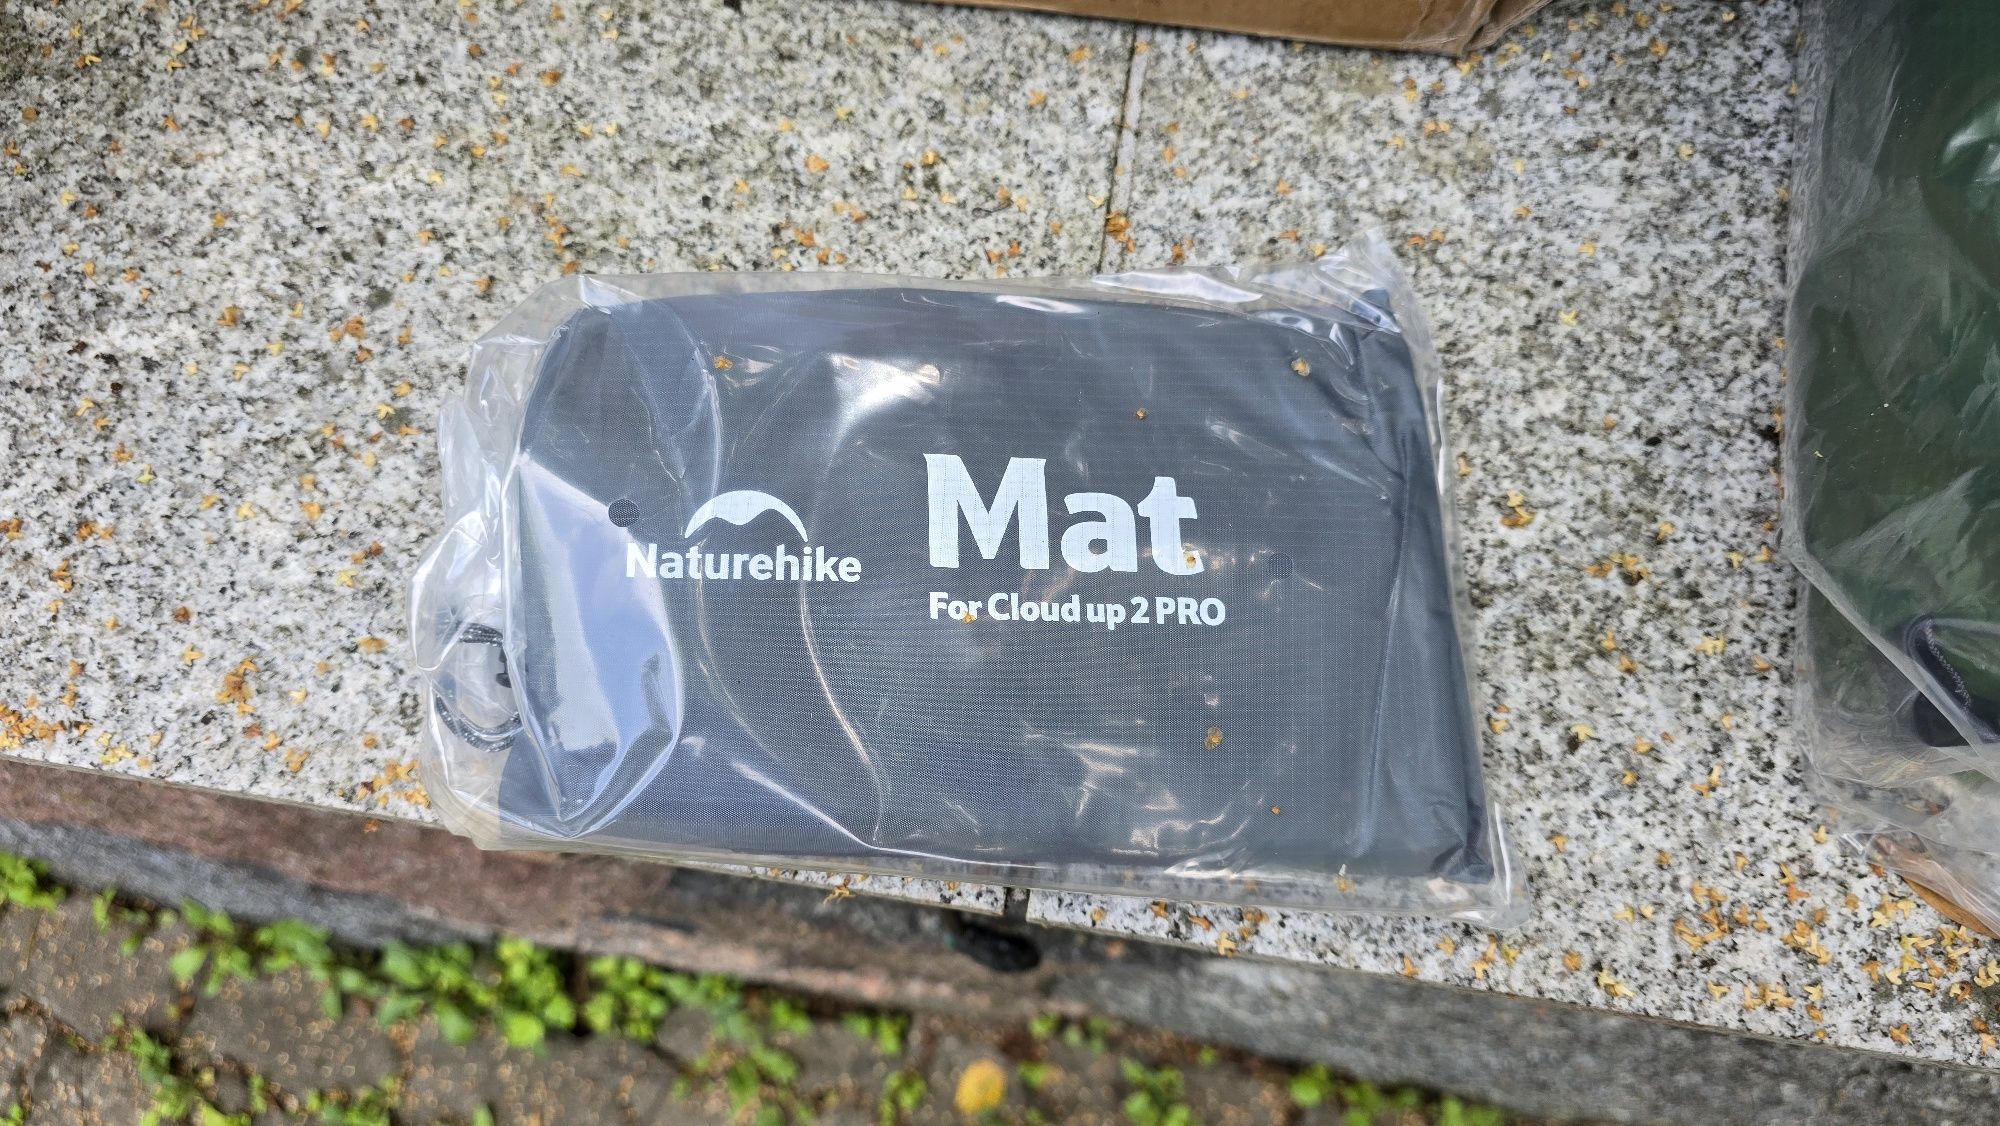 Naturehike
Mat
For Cloud up 2 PRO